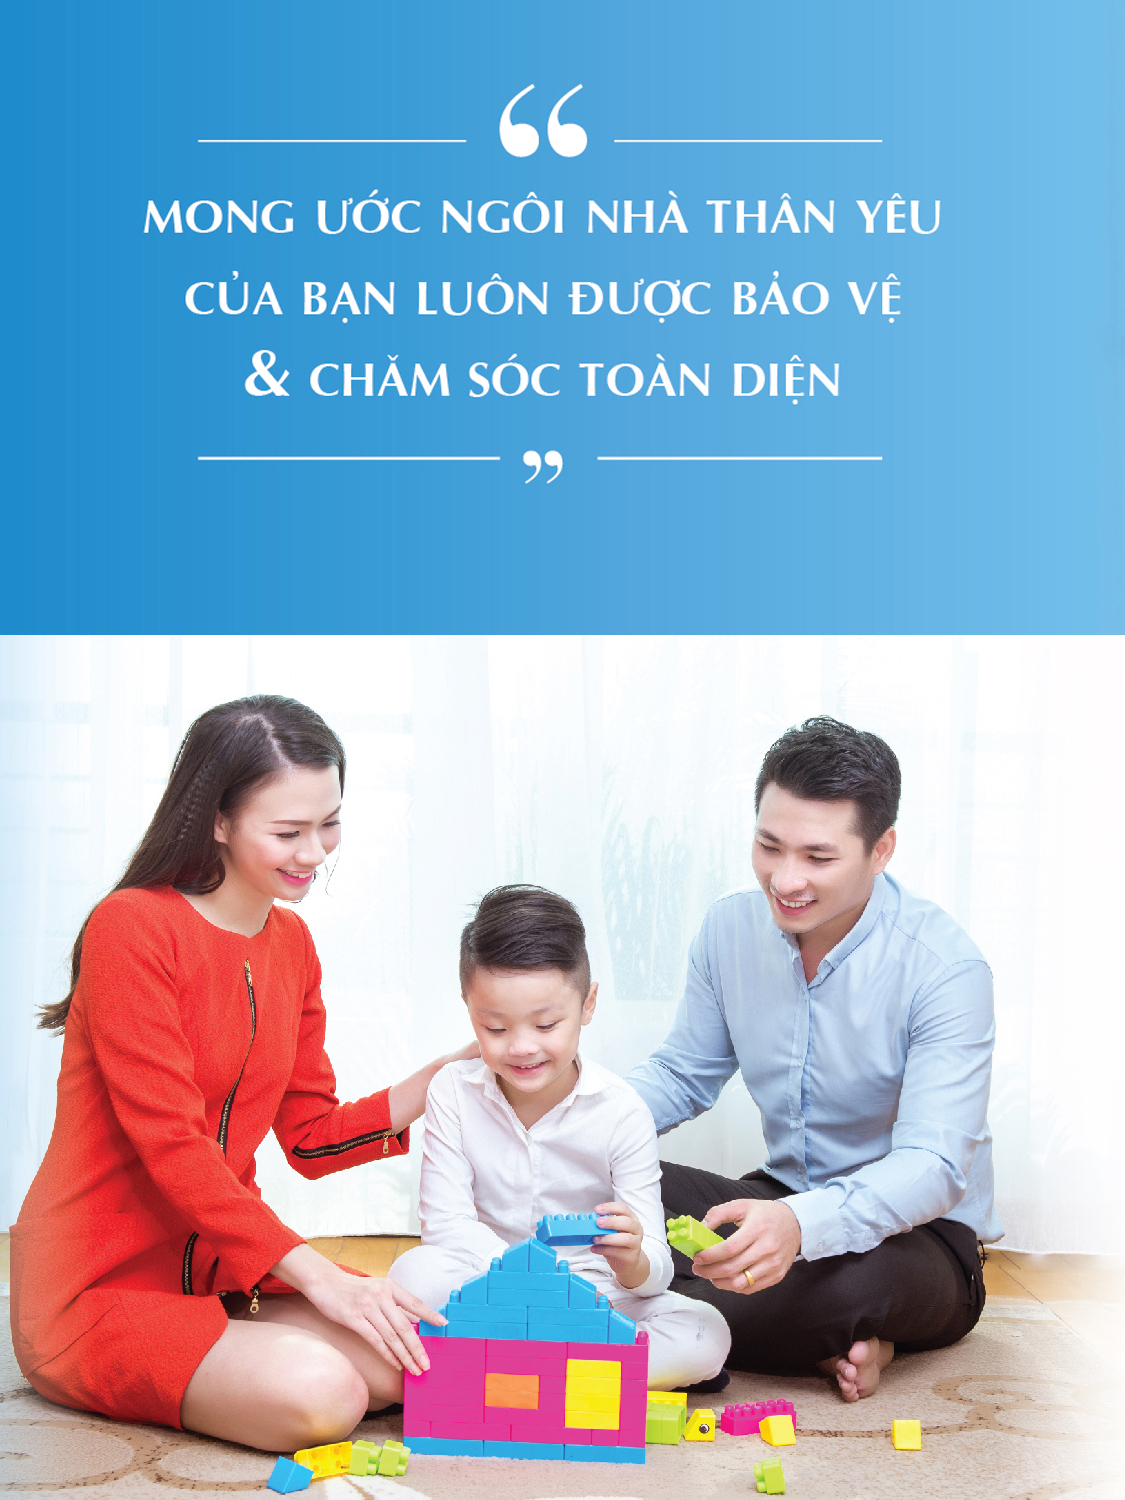 “
MONG ƯỚC NGÔI NHÀ THÂN YÊU
CỦA BẠN LUÔN ĐƯỢC BẢO VỆ
& CHĂM SÓC TOÀN DIỆN
”